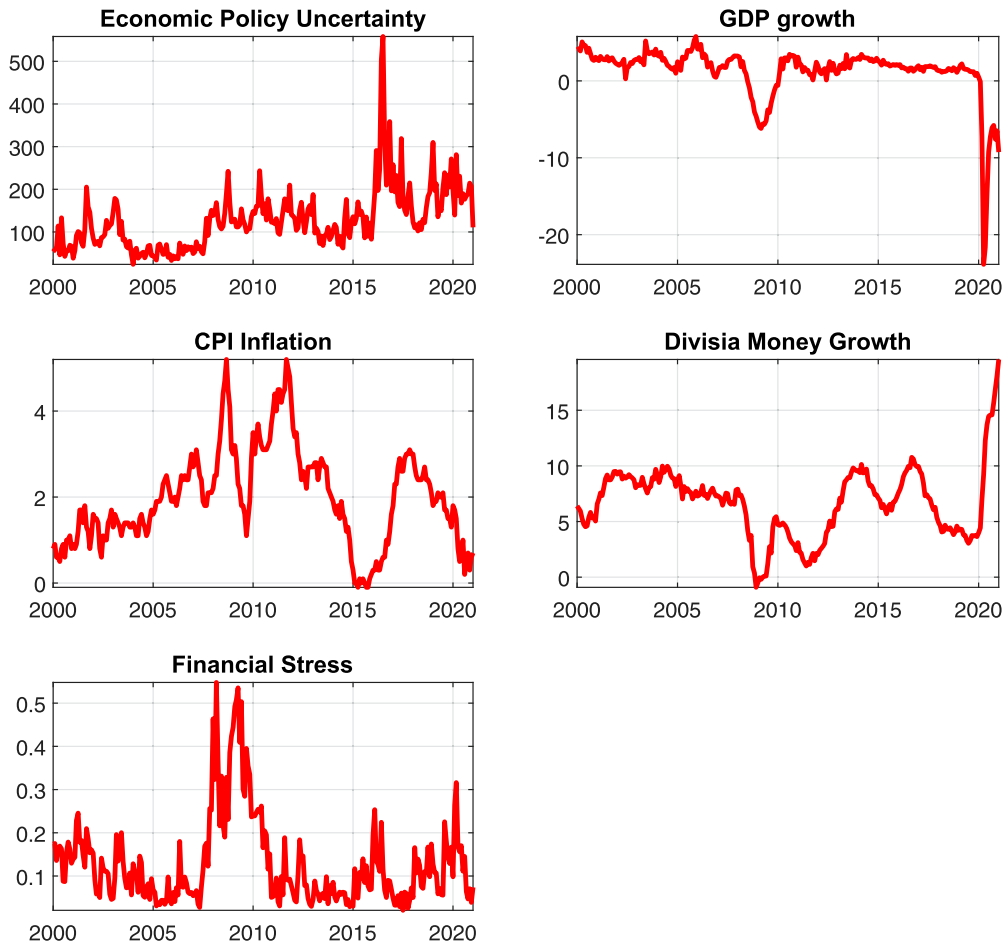 Economic Policy Uncertainty
500
400
300
200
100
2000 2005 2010 2015 2020
GDP growth
0
-10
-20
2000 2005 2010 2015 2020
CPI Inflation
4
2
0
2000 2005 2010 2015 2020
Divisia Money Growth
15
10
5
0
2000 2005 2010 2015 2020
Financial Stress
0.5
0.4
0.3
0.2
0.1
2000 2005 2010 2015 2020